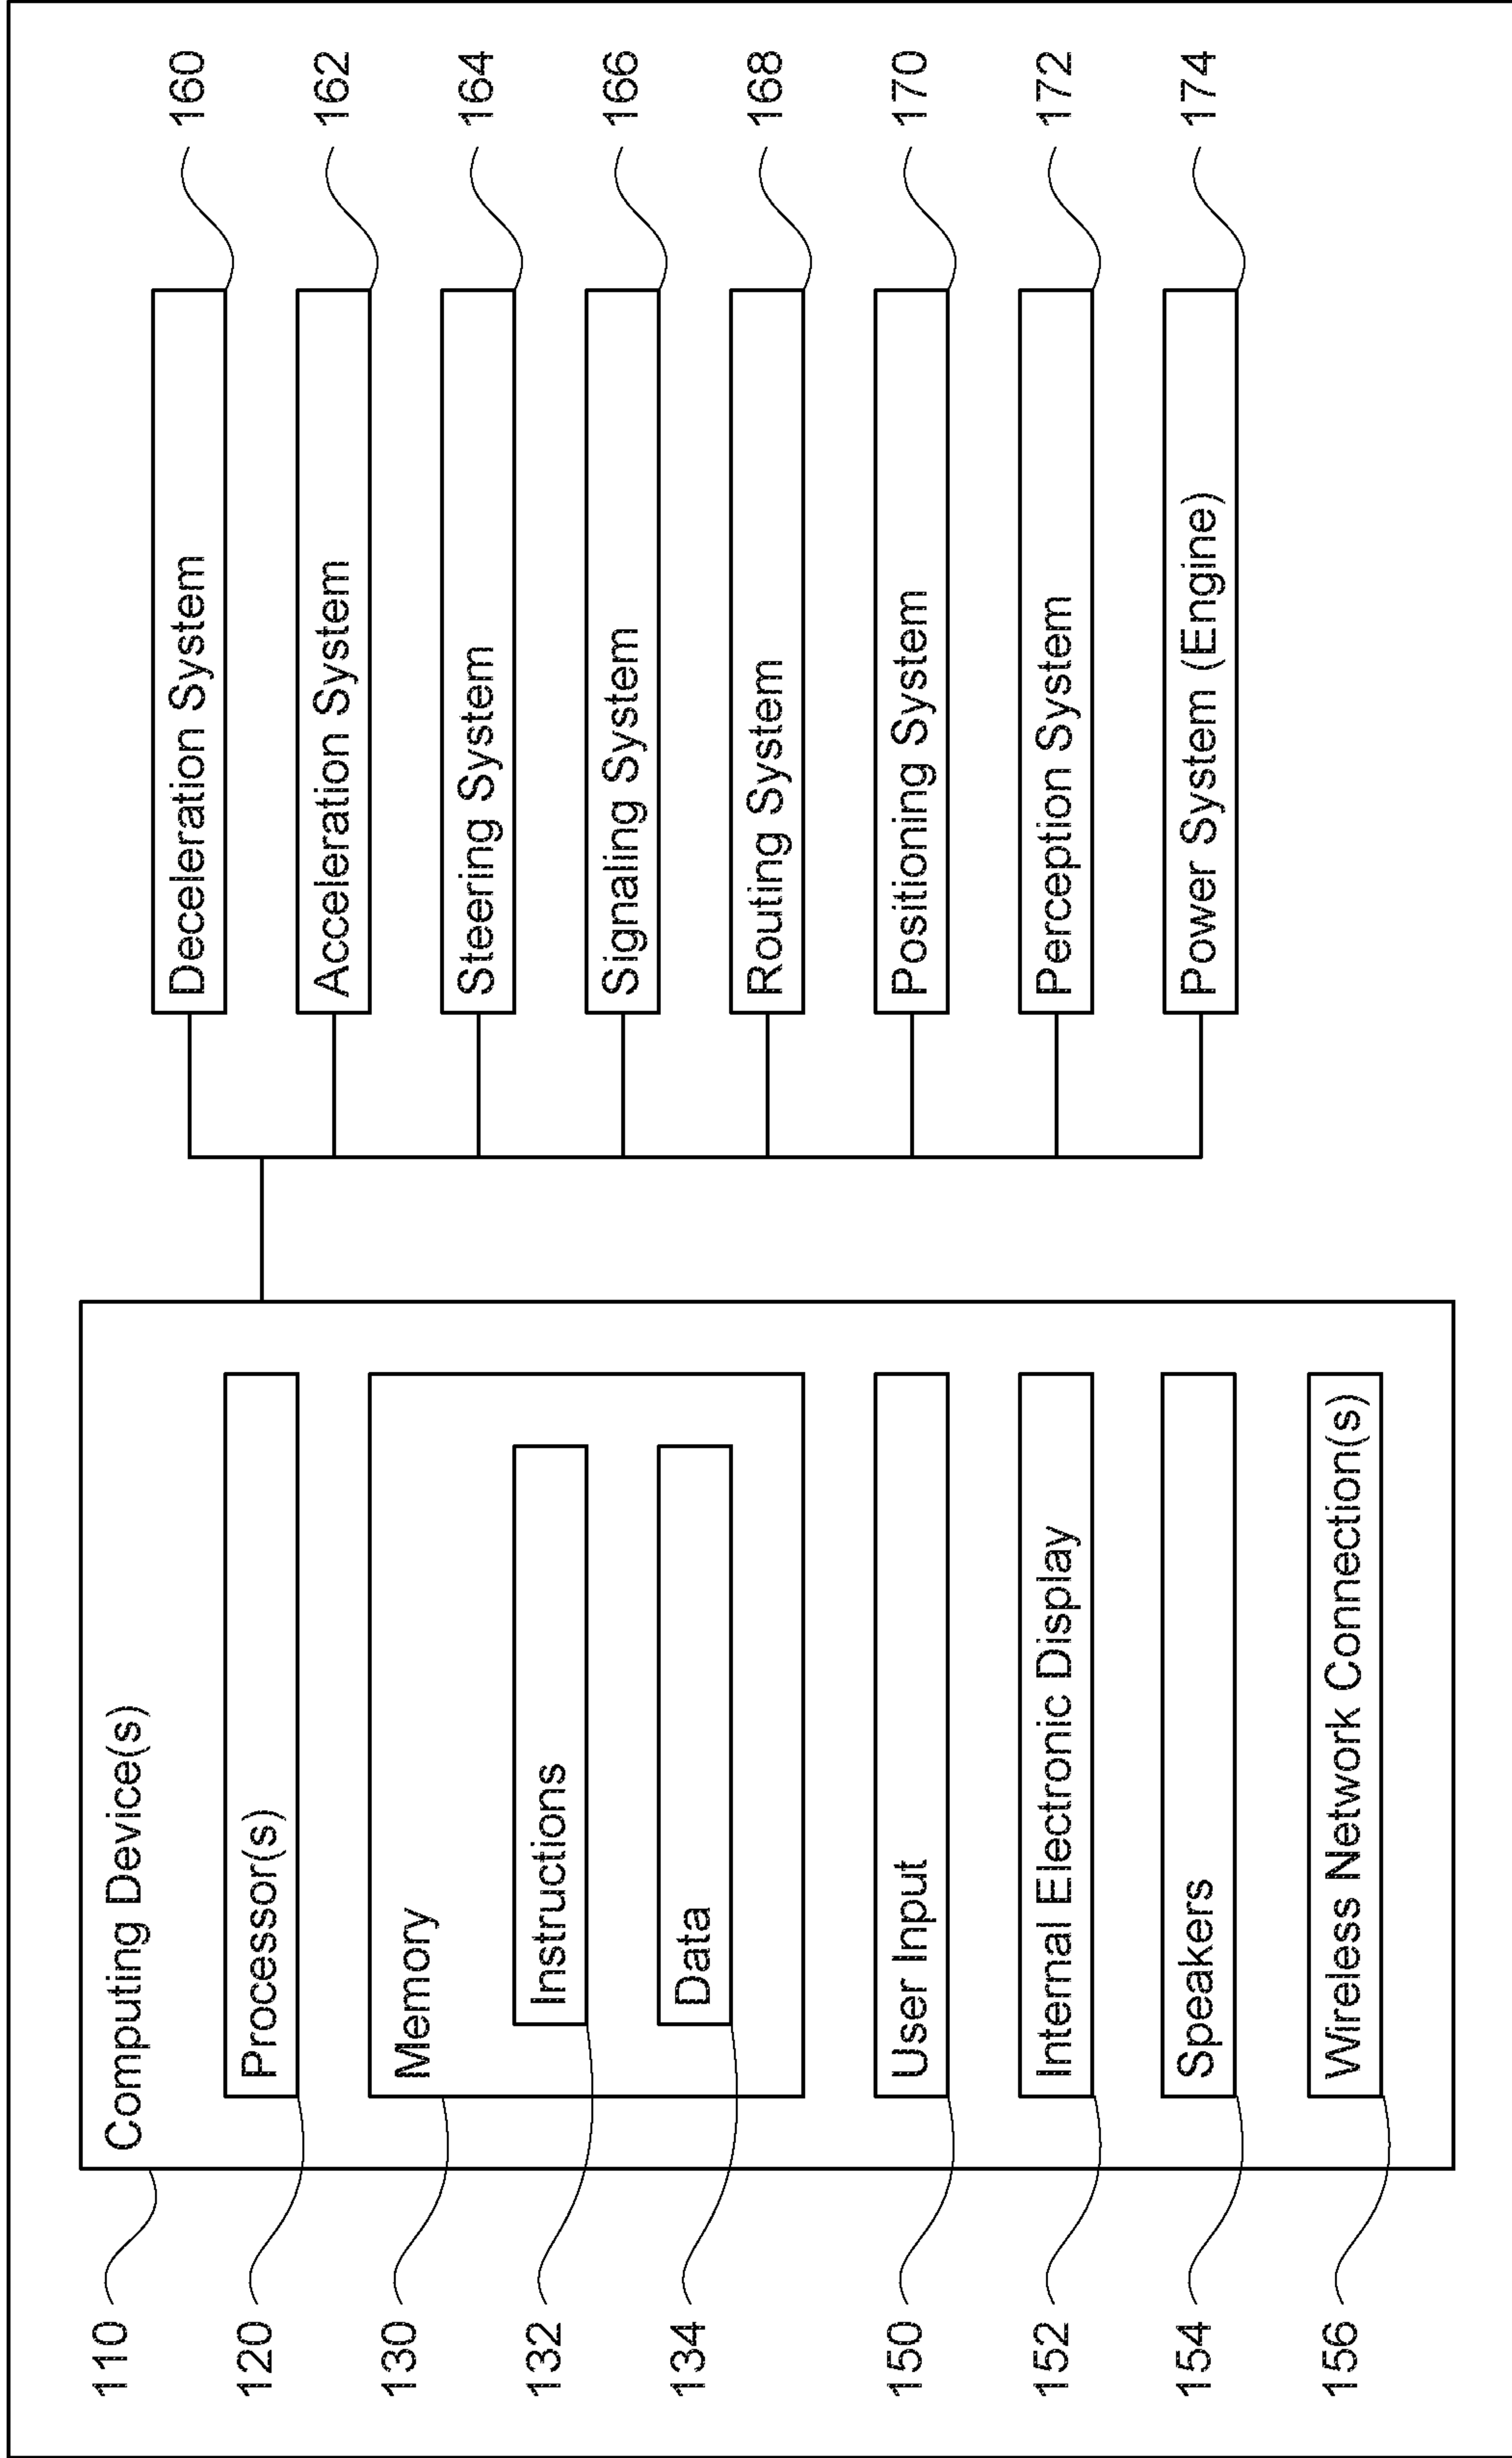 110
Computing Device(s)
120
Processor(s)
130
Memory
132
Instructions
134
Data
150
User Input
152
Internal Electronic Display
154
Speakers
156
Wireless Network Connection(s)
Deceleration System
160
Acceleration System
162
Steering System
164
Signaling System
166
Routing System
168
Positioning System
170
Perception System
172
Power System (Engine)
174